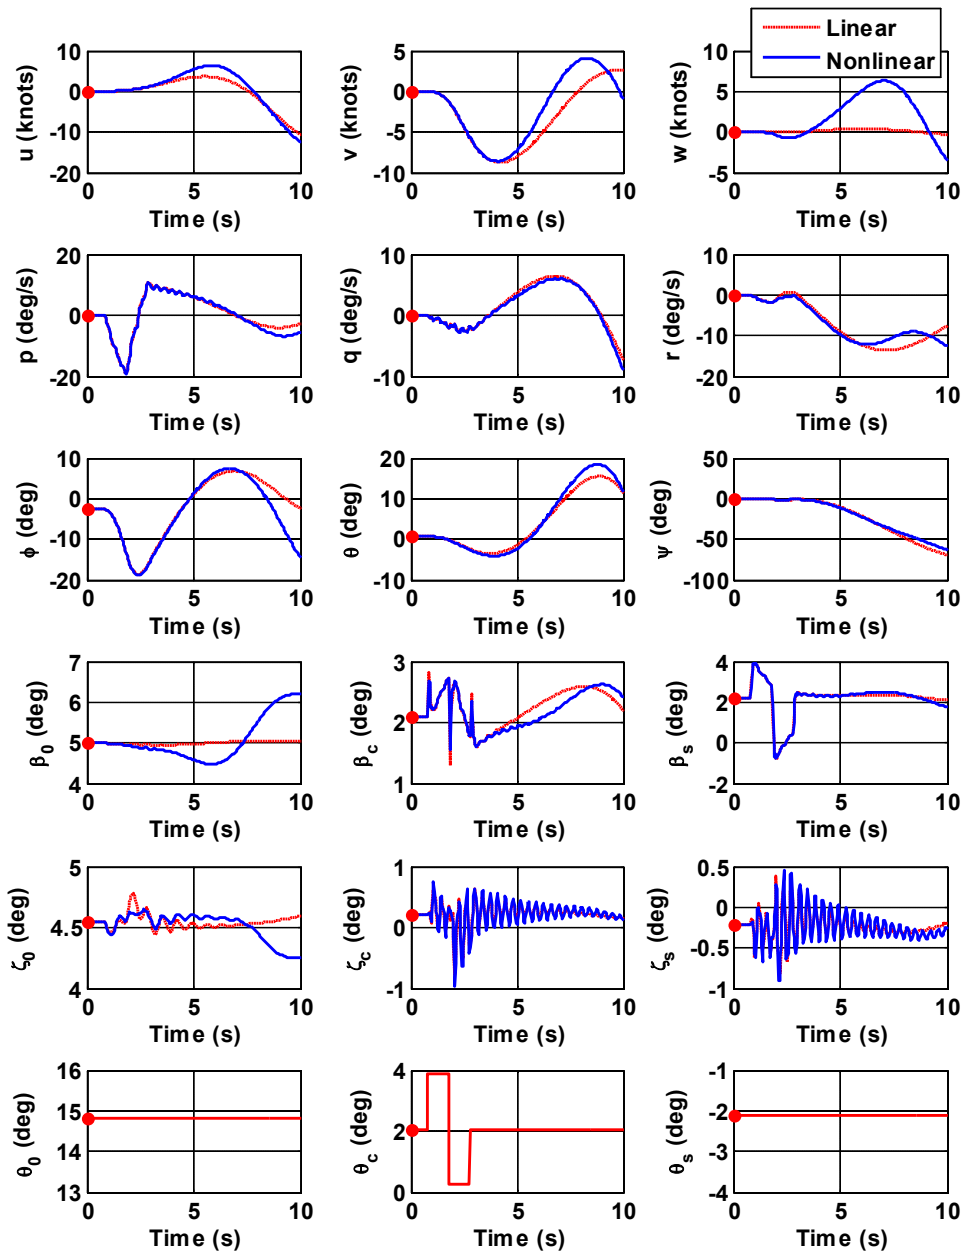 Linear
Nonlinear
u (knots)
10
0
-10
-20
0 5 10
Time (s)
v (knots)
5
0
-5
-10
0 5 10
Time (s)
w (knots)
10
5
0
-5
0 5 10
Time (s)
p (deg/s)
20
0
-20
0 5 10
Time (s)
q (deg/s)
10
0
-10
0 5 10
Time (s)
r (deg/s)
10
0
-10
-20
0 5 10
Time (s)
ϕ (deg)
10
0
-10
-20
0 5 10
Time (s)
θ (deg)
20
10
0
-10
0 5 10
Time (s)
ψ (deg)
50
0
-50
-100
0 5 10
Time (s)
β0 (deg)
7
6
5
4
0 5 10
Time (s)
βc (deg)
3
2
1
0 5 10
Time (s)
βs (deg)
4
2
0
-2
0 5 10
Time (s)
ζ0 (deg)
5
4.5
4
0 5 10
Time (s)
ζc (deg)
1
0
-1
0 5 10
Time (s)
ζs (deg)
0.5
0
-0.5
-1
0 5 10
Time (s)
θ0 (deg)
16
15
14
13
0 5 10
Time (s)
θc (deg)
4
2
0
0 5 10
Time (s)
θs (deg)
-1
-2
-3
-4
0 5 10
Time (s)